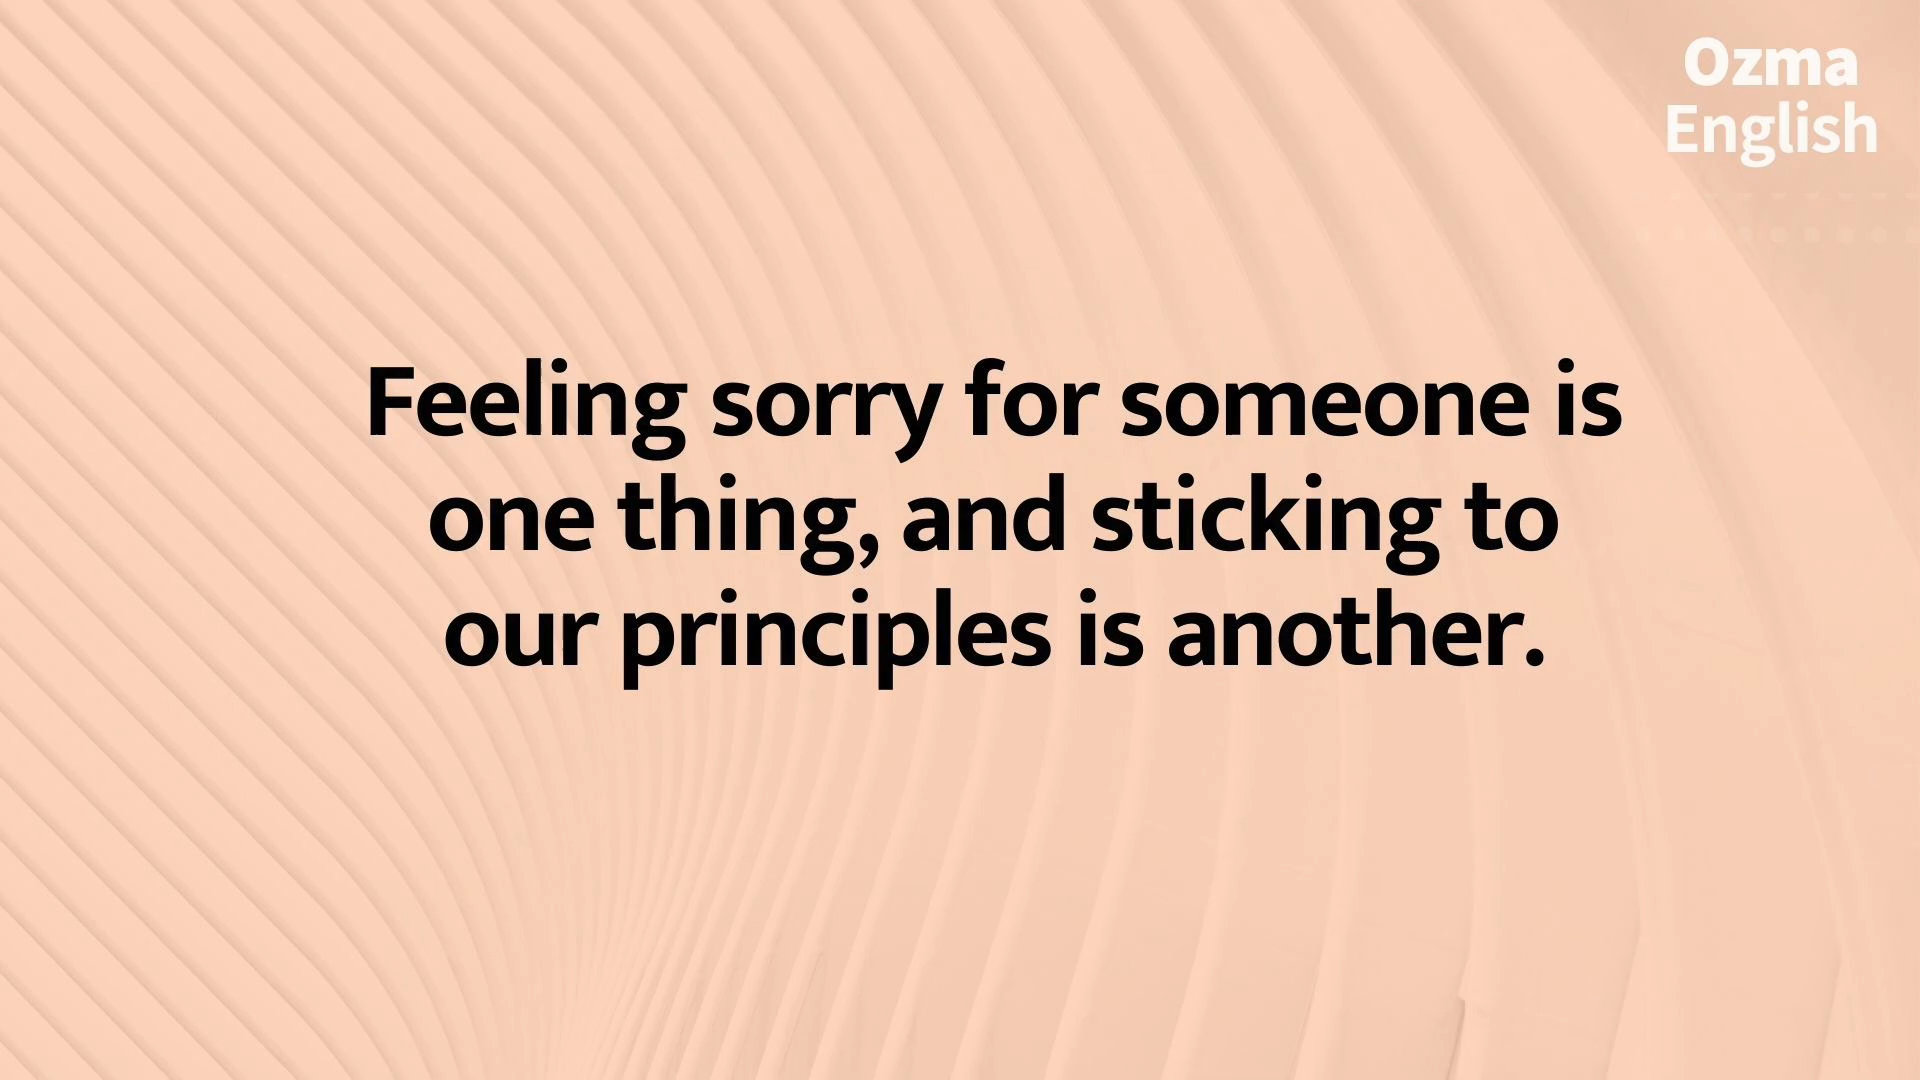 Ozma
English
Feeling sorry for someone is
one thing, and sticking to
our principles is another.